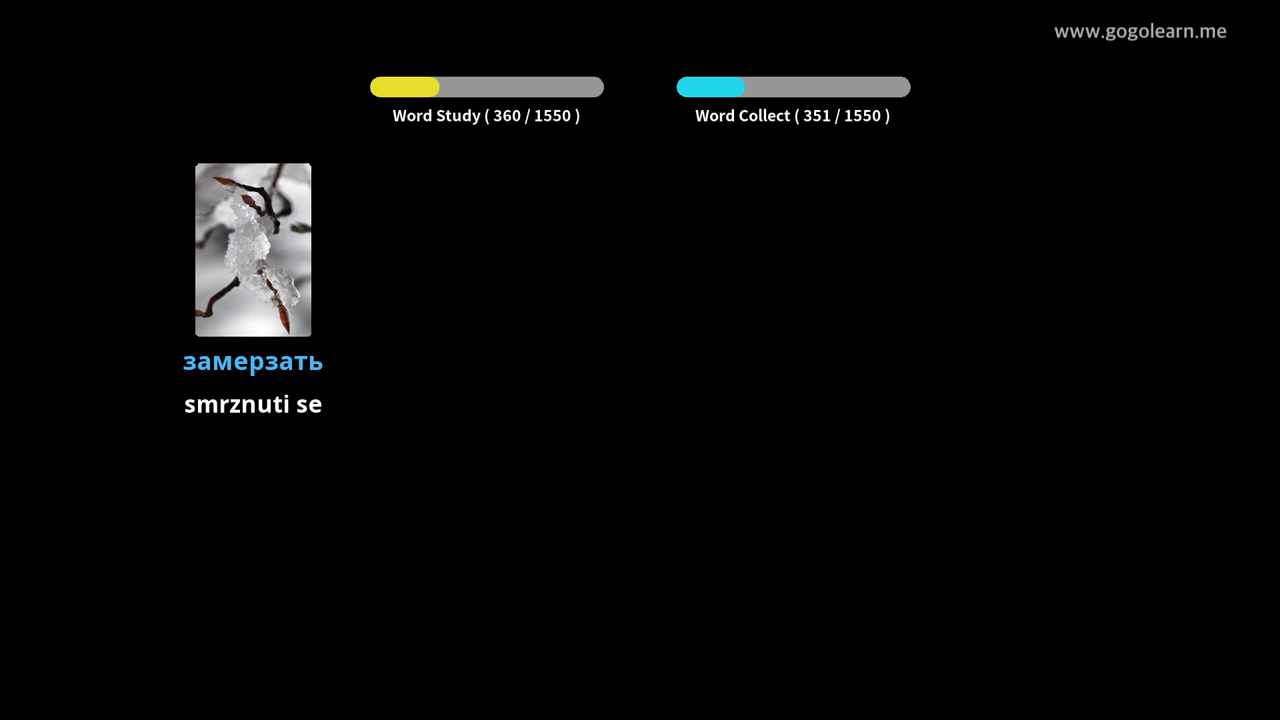 www.gogolearn.me
Word Study ( 360 / 1550 )
Word Collect ( 351 / 1550 )
замерзать
smrznuti se